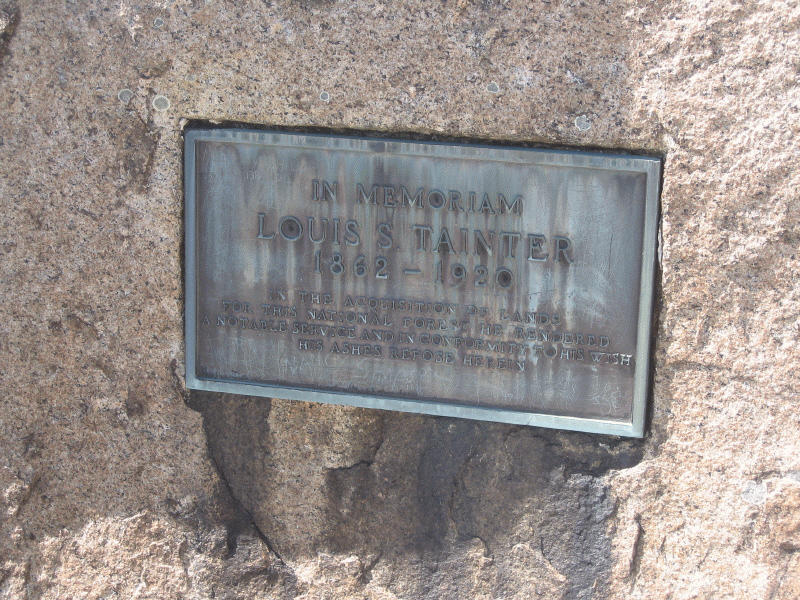 IN MEMORIAM
LOUIS S. TAINTER
1862 – 1920
IN THE ACQUISITION OF LANDS
FOR THIS NATIONAL FOREST HE RENDERED
A NOTABLE SERVICE AND IN CONFORMITY TO HIS WISH
HIS ASHES REPOSE HEREIN